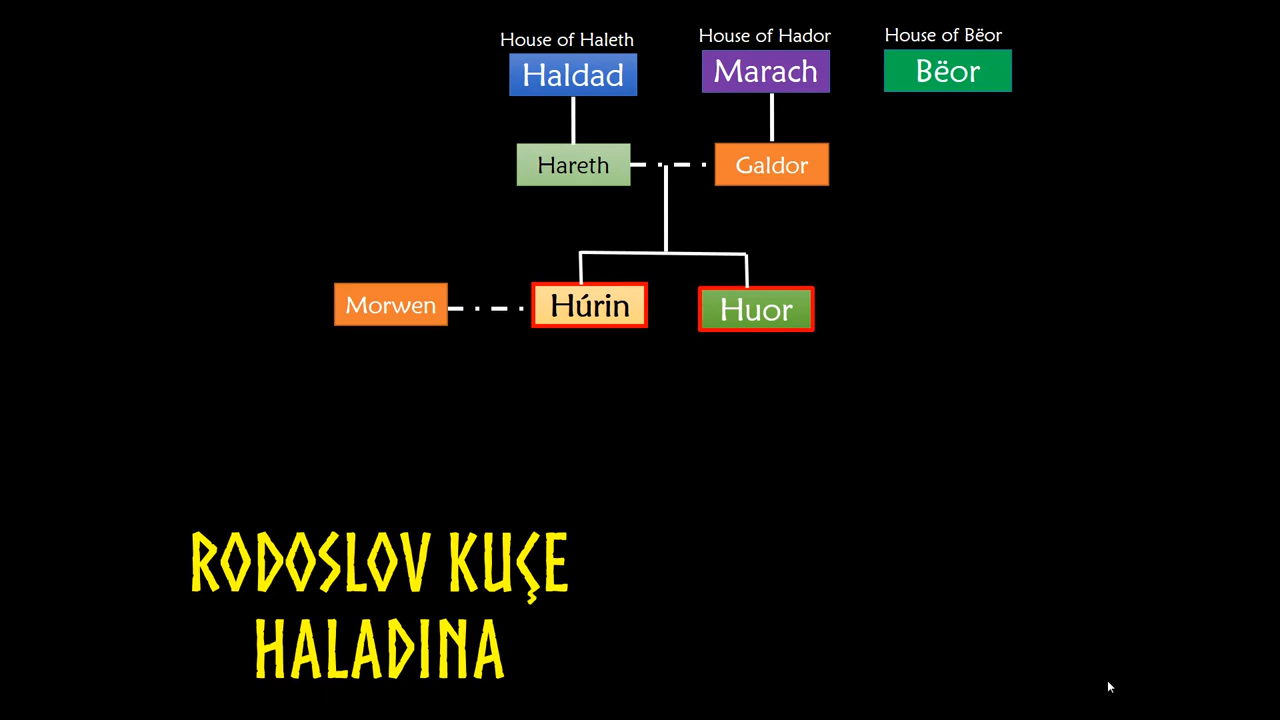 House of Haleth
House of Hador
House of Bëor
Haldad
Marach
Bëor
Hareth
Galdor
Morwen
Húrin
Huor
RODOSLOV KUÇE
HALADINA